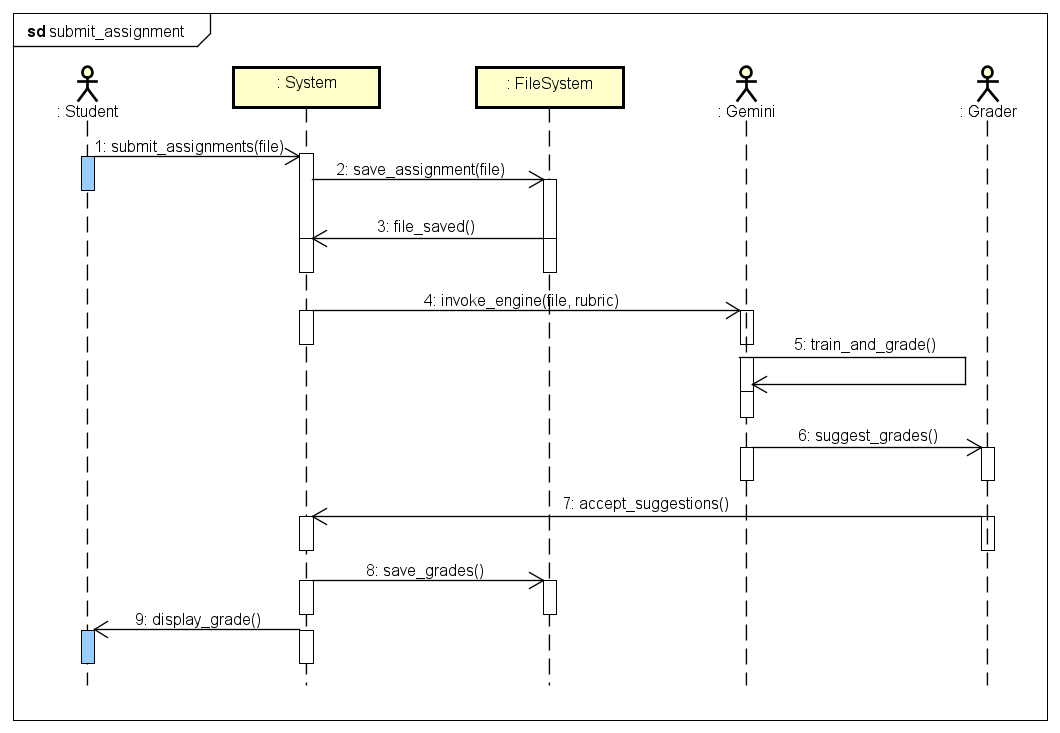 sd submit_assignment
: Student
: System
: FileSystem
: Gemini
: Grader
1: submit_assignments(file)
2: save_assignment(file)
3: file_saved()
4: invoke_engine(file, rubric)
5: train_and_grade()
6: suggest_grades()
7: accept_suggestions()
8: save_grades()
9: display_grade()